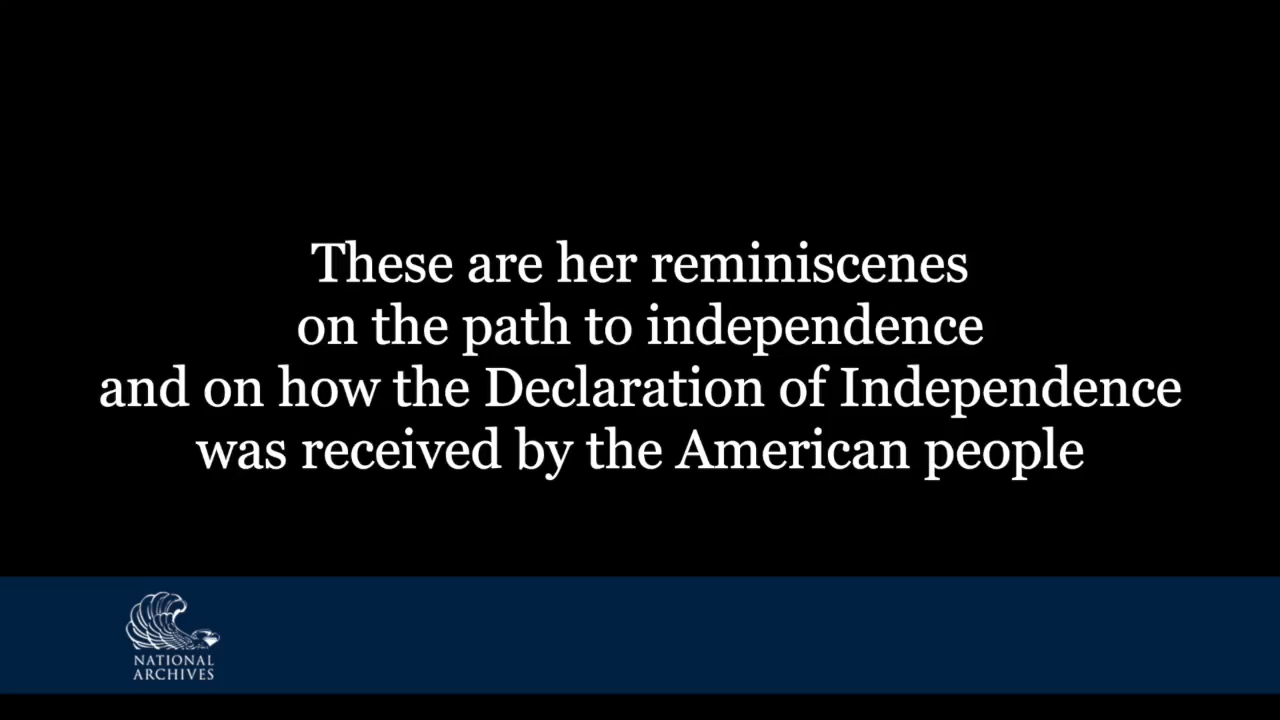 These are her reminiscenes
on the path to independence
and on how the Declaration of Independence
was received by the American people
NATIONAL
ARCHIVES